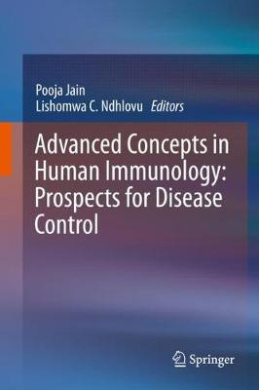 Pooja Jain
Lishomwa C. Ndhlovu Editors
Advanced Concepts in
Human Immunology:
Prospects for Disease
Control
Springer